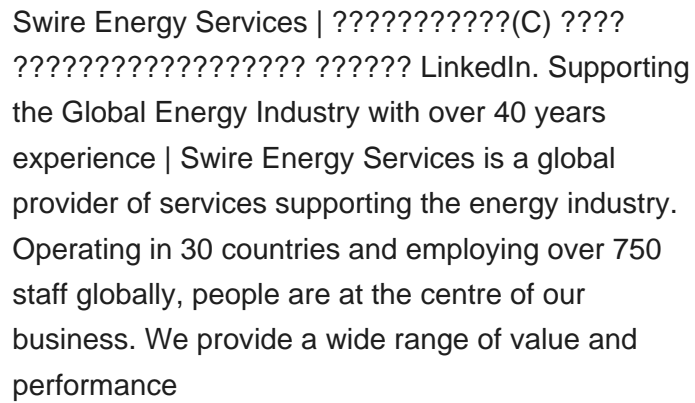 Swire Energy Services | ???????????(C) ????
?????????????????? ?????? LinkedIn. Supporting
the Global Energy Industry with over 40 years
experience | Swire Energy Services is a global
provider of services supporting the energy industry.
Operating in 30 countries and employing over 750
staff globally, people are at the centre of our
business. We provide a wide range of value and
performance